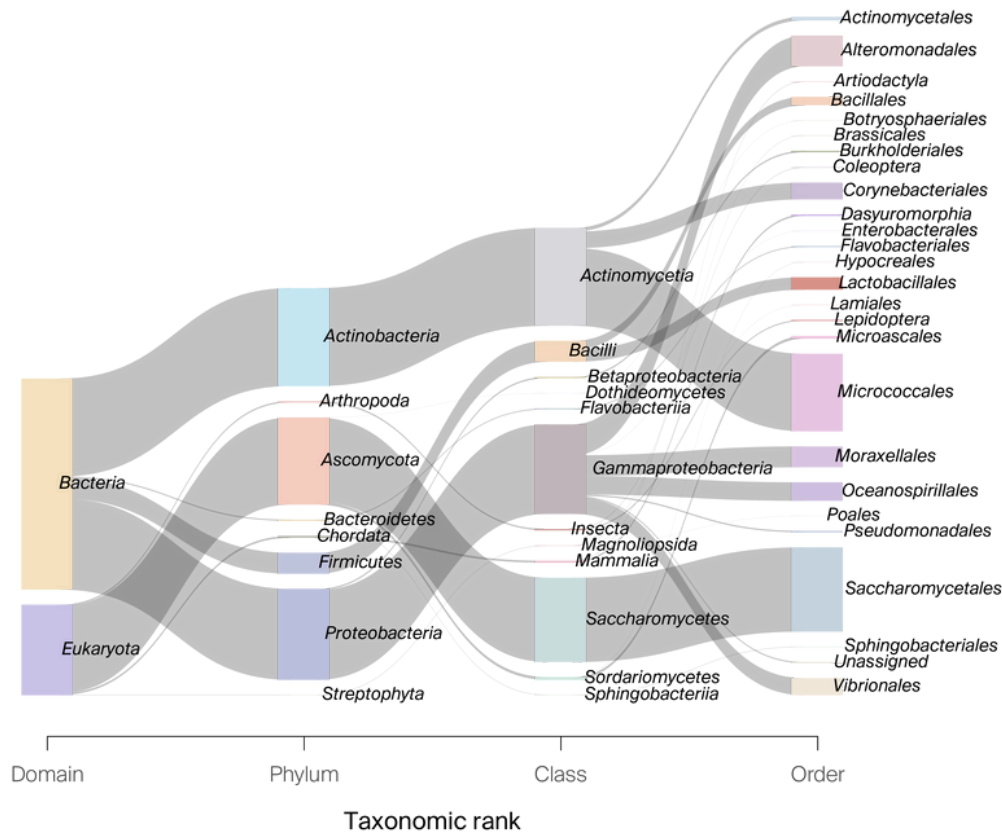 Bacteria
Eukaryota
Actinobacteria
Arthropoda
Ascomycota
Bacteroidetes
Chordata
Firmicutes
Proteobacteria
Streptophyta
Actinomycetia
Bacilli
Betaproteobacteria
Dothideomycetes
Flavobacteriia
Gammaproteobacteria
Insecta
Magnoliopsida
Mammalia
Saccharomycetes
Sordariomycetes
Sphingobacteriia
Actinomycetales
Alteromonadales
Artiodactyla
Bacillales
Botryosphaeriales
Brassicales
Burkholderiales
Coleoptera
Corynebacteriales
Dasyuromorphia
Enterobacterales
Flavobacteriales
Hypocreales
Lactobacillales
Lamiales
Lepidoptera
Microascales
Micrococcales
Moraxellales
Oceanospirillales
Poales
Pseudomonadales
Saccharomycetales
Sphingobacteriales
Unassigned
Vibrionales
Domain
Phylum
Class
Order
Taxonomic rank